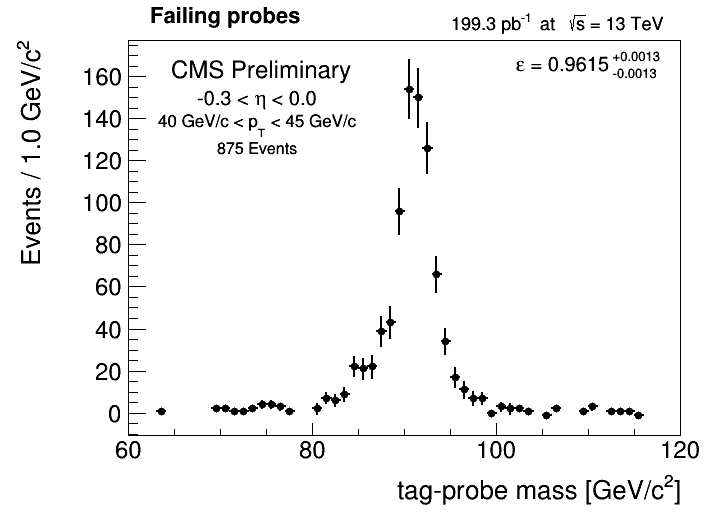 Failing probes
199.3 pb⁻¹ at √s = 13 TeV
CMS Preliminary
-0.3 < η < 0.0
40 GeV/c < p_T < 45 GeV/c
875 Events
ε = 0.9615 +0.0013 -0.0013
Events / 1.0 GeV/c²
160
140
120
100
80
60
40
20
0
60 80 100 120
tag-probe mass [GeV/c²]